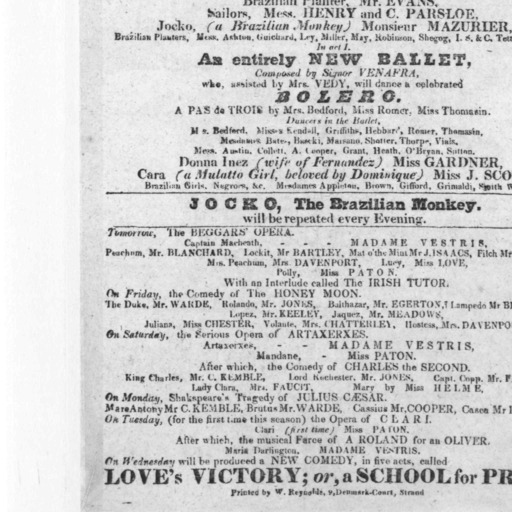 Brazilian Planter, Mr. EVANS,
Sailors, Mess. HENRY and C. PARSLOE,
Jocko, (a Brazilian Monkey) Monsieur MAZURIER,
Brazilian Planters, Mess. Ashton, Guichard, Ley, Miller, May, Robinson, Shegog, I. S. & C. Tett
In act I.
An entirely NEW BALLET,
Composed by Signor VENAFRA,
who, assisted by Mrs. VEDY, will dance a celebrated
BOLERO.
A PAS de TROIS by Mrs. Bedford, Miss Romer, Miss Thomasin.
Dancers in the Ballet,
Mrs. Bedford, Misses Kendall, Griffiths, Romer, Thomasin,
Mesdames Bates, Shotter, Thorpe, Vials,
Mess. Austin, Collett, A. Cooper, Grant, Heath, O'Bryan, Sutton.
Donna Inez (wife of Fernandez) Miss GARDNER,
Cara (a Mulatto Girl, beloved by Dominique) Miss J. SCO
Brazilian Girls, Negroes, &c. Mesdames Appleton, Brown, Gifford, Grimaldi, Smith W
JOCKO, The Brazilian Monkey.
will be repeated every Evening.
Tomorrow, The BEGGARS' OPERA.
Captain Macheath, - - - MADAME VESTRIS,
Peachum, Mr. BLANCHARD, Lockit, Mr BARTLEY, Mat o'the Mint Mr J. ISAACS, Filch Mr
Mrs. Peachum, Mrs. DAVENPORT, Lucy, Miss LOVE,
Polly, Miss PATON.
With an Interlude called The IRISH TUTOR.
On Friday, the Comedy of The HONEY MOON.
The Duke, Mr. WARDE, Rolando, Mr. JONES, Balthazar, Mr. EGERTON, Lampedo Mr BL
Lopez, Mr. KEELEY, Jaquez, Mr. MEADOWS,
Juliana, Miss CHESTER, Volante, Mrs. CHATTERLEY, Hostess, Mrs. DAVENPO
On Saturday, the Serious Opera of ARTAXERXES.
Artaxerxes, - - MADAME VESTRIS,
Mandane, - Miss PATON.
After which, the Comedy of CHARLES the SECOND.
King Charles, Mr. C. KEMBLE, Lord Rochester, Mr. JONES, Capt. Copp, Mr. F
Lady Clara, Mrs. FAUCIT, Mary by Miss HELME,
On Monday, Shakspeare's Tragedy of JULIUS CÆSAR.
Marc Antony Mr C. KEMBLE, Brutus Mr. WARDE, Cassius Mr. COOPER, Casca Mr
On Tuesday, (for the first time this season) the Opera of CLARI.
Clari (first time) Miss PATON.
After which, the musical Farce of A ROLAND for an OLIVER.
Maria Darlington, MADAME VESTRIS.
On Wednesday will be produced a NEW COMEDY, in five acts, called
LOVE's VICTORY; or, a SCHOOL for PR
Printed by W. Reynolds, 9, Denmark-Court, Strand